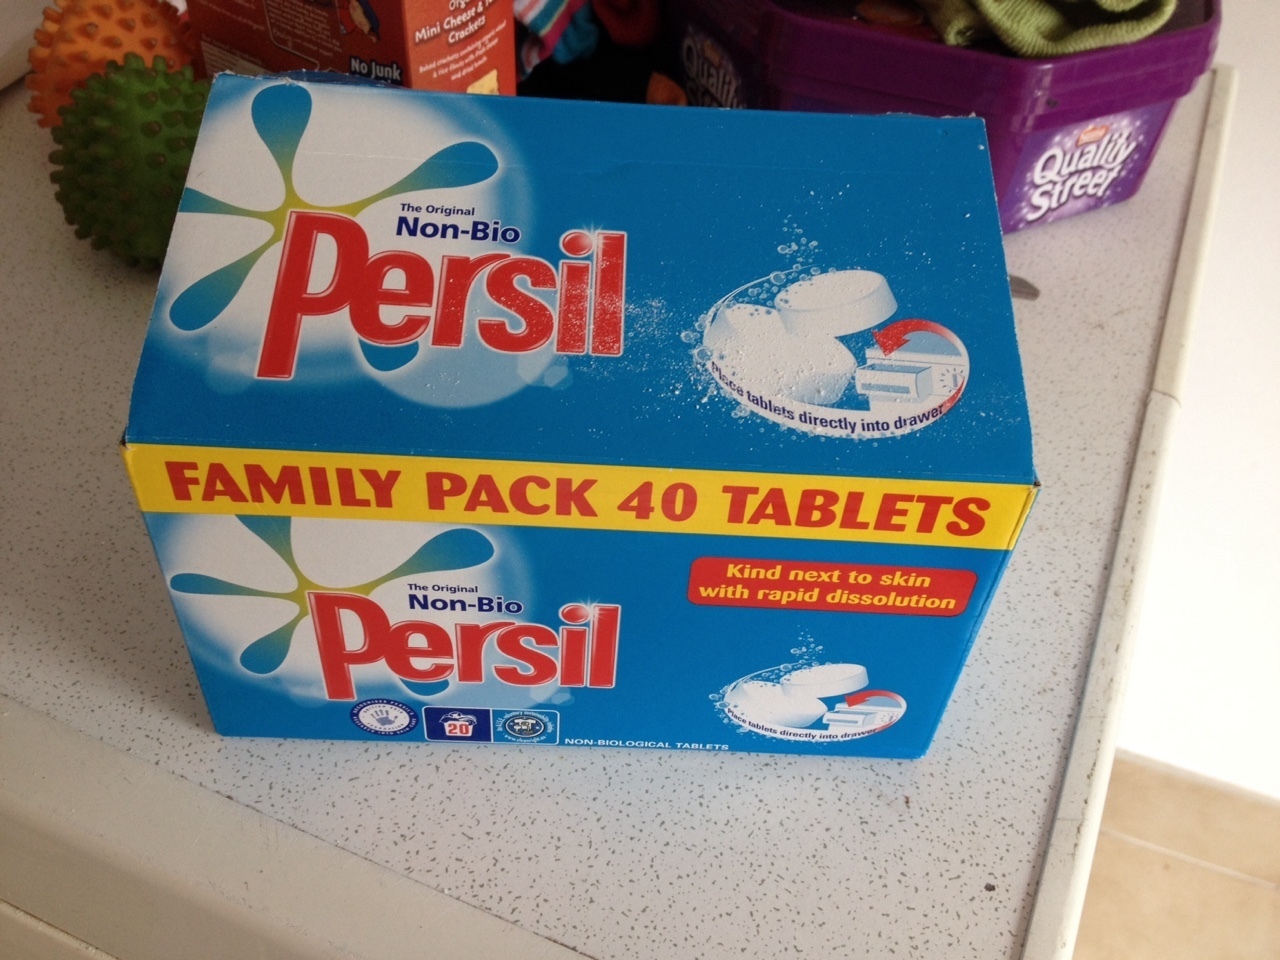 Mini Cheese &
Crackers
No Junk
Quality
Street
The Original
Non-Bio
Persil
Place tablets directly into drawer
FAMILY PACK 40 TABLETS
Kind next to skin
with rapid dissolution
The Original
Non-Bio
Persil
20°
Place tablets directly into drawer
NON-BIOLOGICAL TABLETS